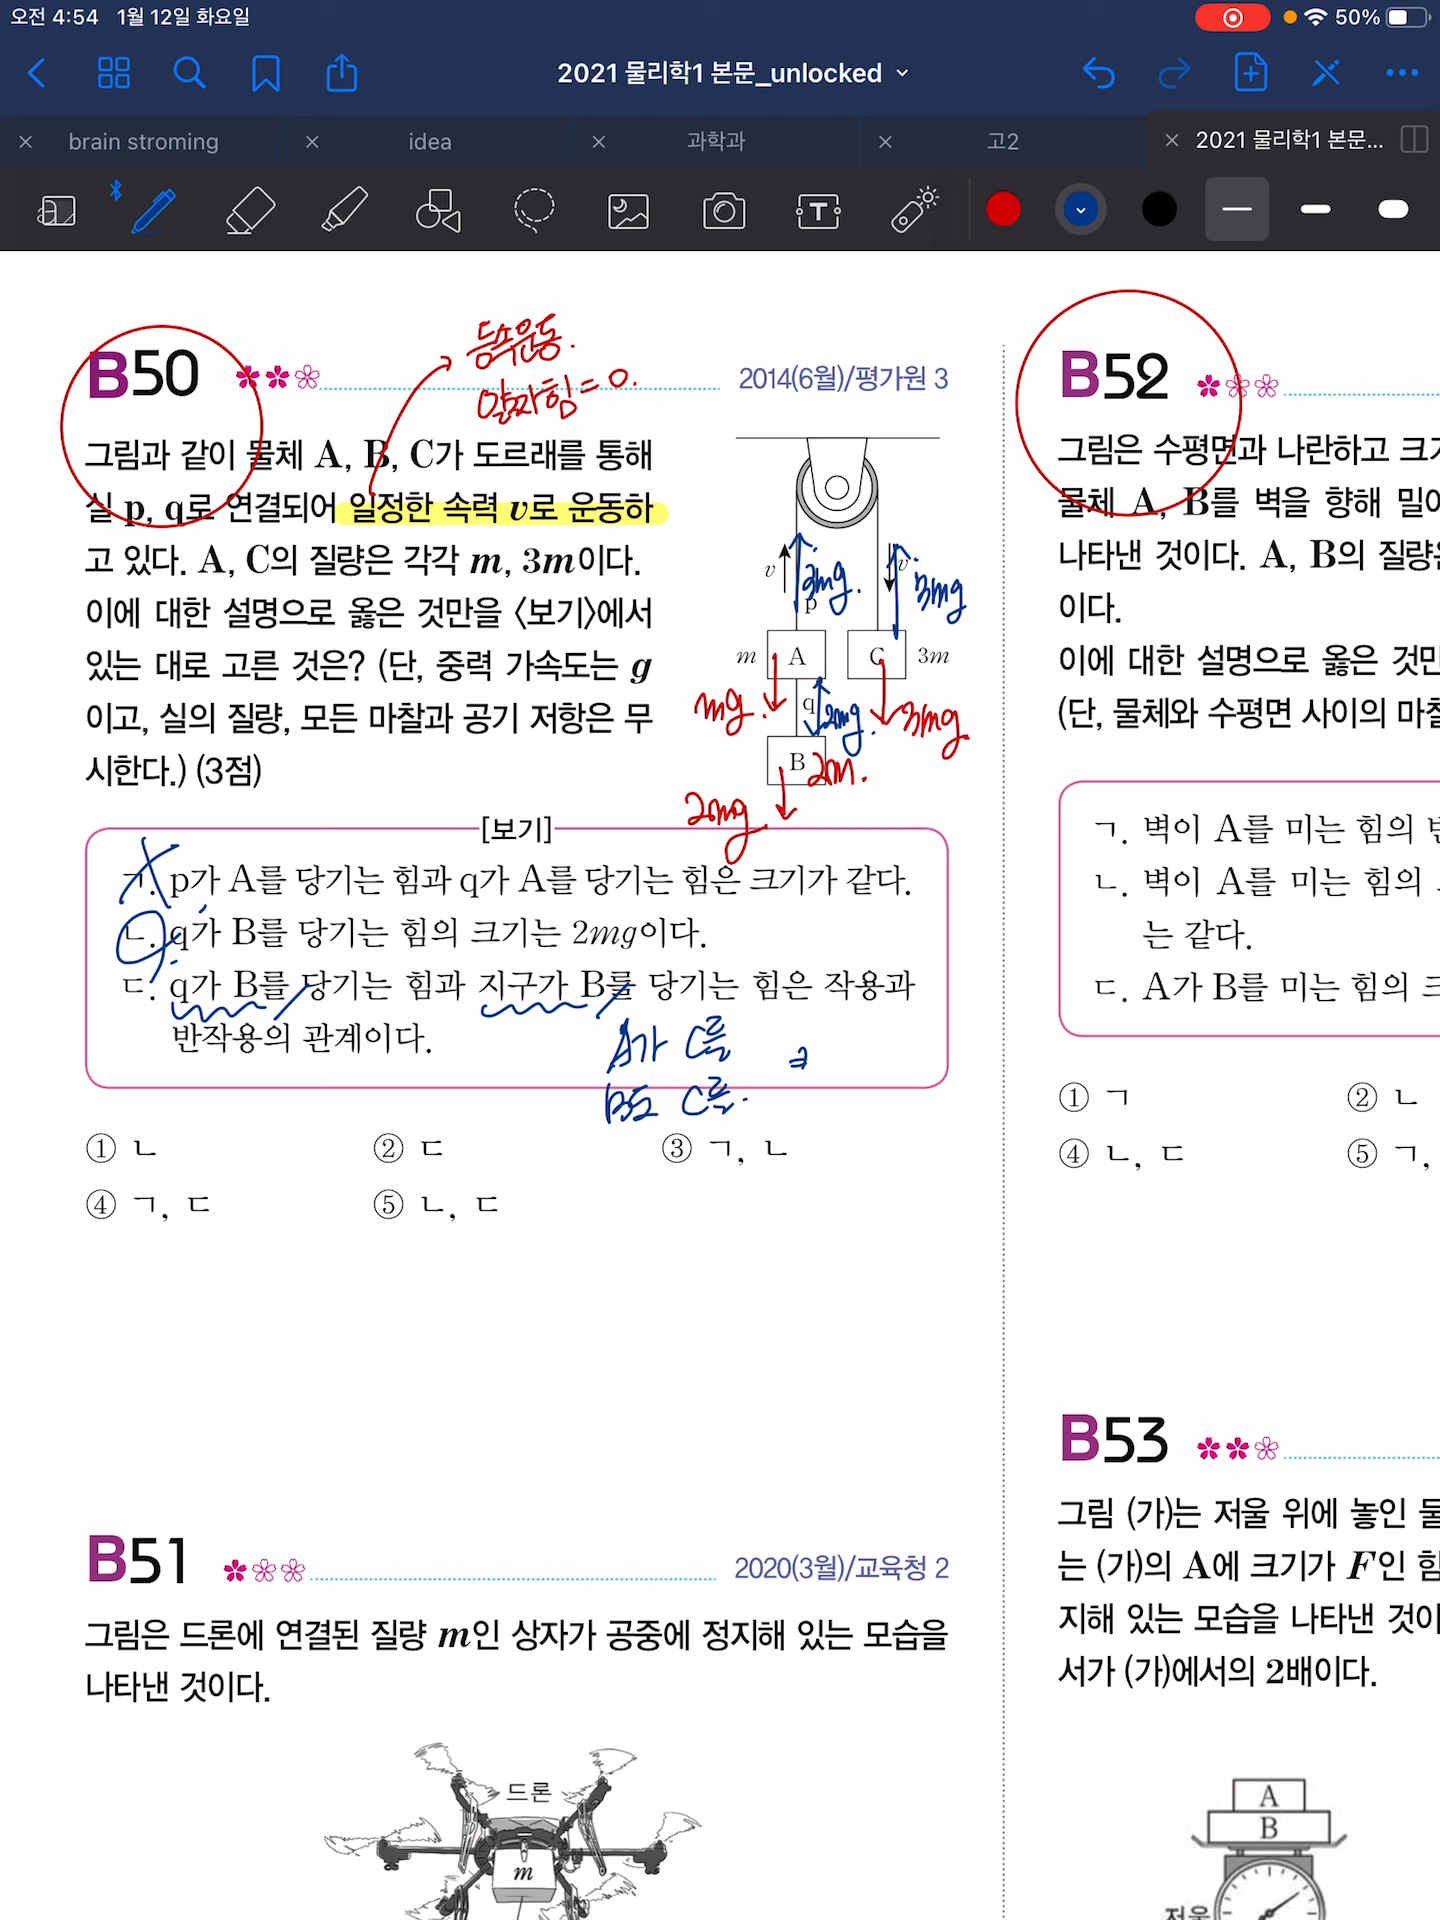 오전 4:54 1월 12일 화요일
50%
2021 물리학1 본문_unlocked
brain stroming
idea
과학과
고2
2021 물리학1 본문...
B50
2014(6월)/평가원 3
등속운동.
알짜힘=0.
그림과 같이 물체 A, B, C가 도르래를 통해
실 p, q로 연결되어 일정한 속력 v로 운동하
고 있다. A, C의 질량은 각각 m, 3m이다.
이에 대한 설명으로 옳은 것만을 〈보기〉에서
있는 대로 고른 것은? (단, 중력 가속도는 g
이고, 실의 질량, 모든 마찰과 공기 저항은 무
시한다.) (3점)
v
3mg.
v
3mg
p
m A C 3m
mg.
q
2mg.
3mg
B 2m.
2mg
[보기]
ㄱ. p가 A를 당기는 힘과 q가 A를 당기는 힘은 크기가 같다.
ㄴ. q가 B를 당기는 힘의 크기는 2mg이다.
ㄷ. q가 B를 당기는 힘과 지구가 B를 당기는 힘은 작용과
반작용의 관계이다.
A가 C를
B도 C를.
① ㄴ ② ㄷ ③ ㄱ, ㄴ
④ ㄱ, ㄷ ⑤ ㄴ, ㄷ
B51
2020(3월)/교육청 2
그림은 드론에 연결된 질량 m인 상자가 공중에 정지해 있는 모습을
나타낸 것이다.
드론
m
B52
그림은 수평면과 나란하고 크기
물체 A, B를 벽을 향해 밀어
나타낸 것이다. A, B의 질량은
이다.
이에 대한 설명으로 옳은 것만
(단, 물체와 수평면 사이의 마찰
ㄱ. 벽이 A를 미는 힘의 반
ㄴ. 벽이 A를 미는 힘의
는 같다.
ㄷ. A가 B를 미는 힘의 크
① ㄱ ② ㄴ
④ ㄴ, ㄷ ⑤ ㄱ,
B53
그림 (가)는 저울 위에 놓인 물
는 (가)의 A에 크기가 F인 힘
지해 있는 모습을 나타낸 것이
서가 (가)에서의 2배이다.
A
B
저울